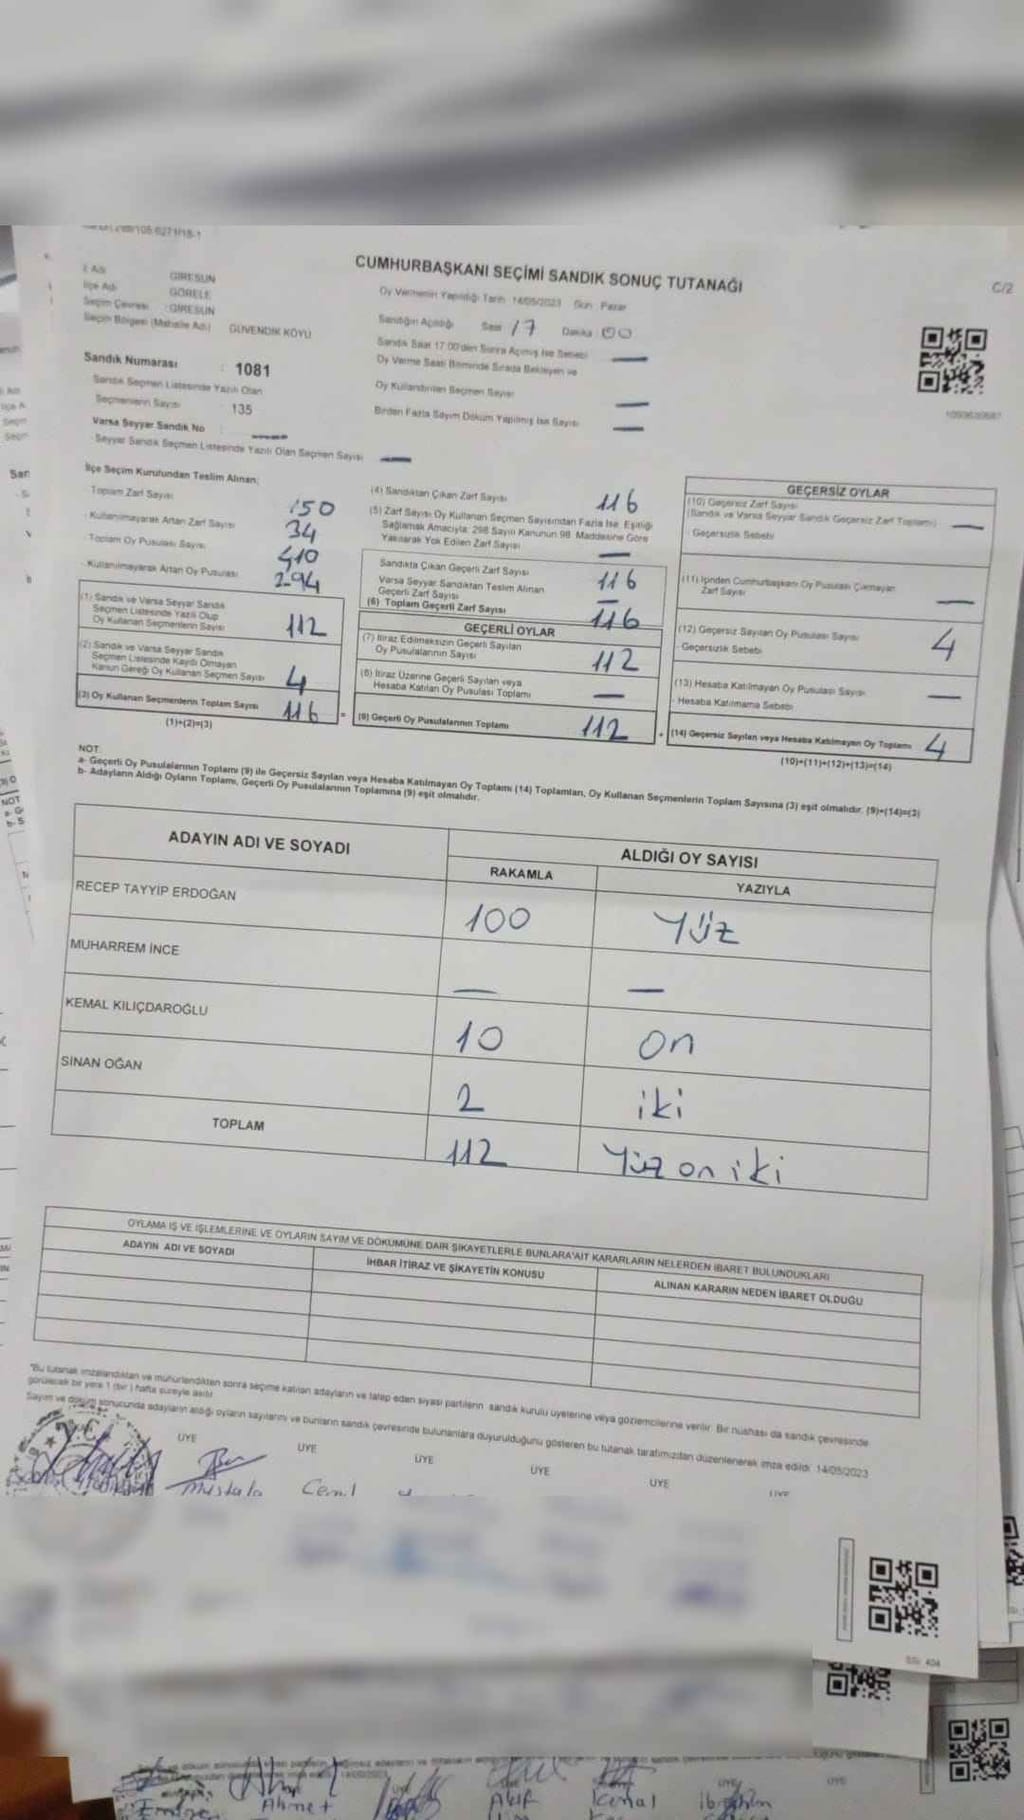 CUMHURBAŞKANI SEÇİMİ SANDIK SONUÇ TUTANAĞI
C/2
İl Adı GİRESUN
İlçe Adı GÖRELE
Seçim Çevresi : GİRESUN
Seçim Bölgesi (Mahalle Adı) GÜVENDİK KÖYÜ
Sandık Numarası : 1081
Sandık Seçmen Listesinde Yazılı Olan
Seçmenlerin Sayısı 135
Varsa Seyyar Sandık No : —
Seyyar Sandık Seçmen Listesinde Yazılı Olan Seçmen Sayısı —
Oy Vermenin Yapıldığı Tarih 14/05/2023 Gün Pazar
Sandığın Açıldığı Saat 17 Dakika : 00
Sandık Saat 17:00'den Sonra Açılmış İse Sebebi —
Oy Verme Saati Bitiminde Sırada Bekleyen ve
Oy Kullandırılan Seçmen Sayısı —
Birden Fazla Sayım Döküm Yapılmış İse Sayısı —
İlçe Seçim Kurulundan Teslim Alınan;
Toplam Zarf Sayısı 150
Kullanılmayarak Artan Zarf Sayısı 34
Toplam Oy Pusulası Sayısı 410
Kullanılmayarak Artan Oy Pusulası 294
(1) Sandık ve Varsa Seyyar Sandık
Seçmen Listesinde Yazılı Olup
Oy Kullanan Seçmenlerin Sayısı 112
(2) Sandık ve Varsa Seyyar Sandık
Seçmen Listesinde Kaydı Olmayan
Kanun Gereği Oy Kullanan Seçmen Sayısı 4
(3) Oy Kullanan Seçmenlerin Toplam Sayısı 116
(1)+(2)=(3)
(4) Sandıktan Çıkan Zarf Sayısı 116
(5) Zarf Sayısı Oy Kullanan Seçmen Sayısından Fazla İse, Eşitliği
Sağlamak Amacıyla, 298 Sayılı Kanunun 98. Maddesine Göre
Yakılarak Yok Edilen Zarf Sayısı —
Sandıkta Çıkan Geçerli Zarf Sayısı 116
Varsa Seyyar Sandıktan Teslim Alınan
Geçerli Zarf Sayısı —
(6) Toplam Geçerli Zarf Sayısı 116
GEÇERLİ OYLAR
(7) İtiraz Edilmeksizin Geçerli Sayılan
Oy Pusulalarının Sayısı 112
(8) İtiraz Üzerine Geçerli Sayılan veya
Hesaba Katılan Oy Pusulası Toplamı —
(9) Geçerli Oy Pusulalarının Toplamı 112
GEÇERSİZ OYLAR
(10) Geçersiz Zarf Sayısı
(Sandık ve Varsa Seyyar Sandık Geçersiz Zarf Toplamı) —
Geçersizlik Sebebi
(11) İçinden Cumhurbaşkanı Oy Pusulası Çıkmayan
Zarf Sayısı —
(12) Geçersiz Sayılan Oy Pusulası Sayısı 4
Geçersizlik Sebebi
(13) Hesaba Katılmayan Oy Pusulası Sayısı —
Hesaba Katılmama Sebebi
(14) Geçersiz Sayılan veya Hesaba Katılmayan Oy Toplamı 4
(10)+(11)+(12)+(13)=(14)
NOT:
a- Geçerli Oy Pusulalarının Toplamı (9) ile Geçersiz Sayılan veya Hesaba Katılmayan Oy Toplamı (14) Toplamları, Oy Kullanan Seçmenlerin Toplam Sayısına (3) eşit olmalıdır. (9)+(14)=(3)
b- Adayların Aldığı Oyların Toplamı, Geçerli Oy Pusulalarının Toplamına (9) eşit olmalıdır.
ADAYIN ADI VE SOYADI ALDIĞI OY SAYISI
RAKAMLA YAZIYLA
RECEP TAYYİP ERDOĞAN 100 Yüz
MUHARREM İNCE — —
KEMAL KILIÇDAROĞLU 10 on
SİNAN OĞAN 2 iki
TOPLAM 112 Yüz on iki
OYLAMA İŞ VE İŞLEMLERİNE VE OYLARIN SAYIM VE DÖKÜMÜNE DAİR ŞİKAYETLERLE BUNLARA AİT KARARLARIN NELERDEN İBARET BULUNDUKLARI
ADAYIN ADI VE SOYADI İHBAR İTİRAZ VE ŞİKAYETİN KONUSU ALINAN KARARIN NEDEN İBARET OLDUĞU
*Bu tutanak imzalandıktan ve mühürlendikten sonra seçime katılan adayların ve talep eden siyasi partilerin sandık kurulu üyelerine veya gözlemcilerine verilir. Bir nüshası da sandık çevresinde
görülecek bir yere 1 (bir) hafta süreyle asılır.
Sayım ve döküm sonucunda adayların aldığı oyların sayılarını ve bunların sandık çevresinde bulunanlara duyurulduğunu gösteren bu tutanak tarafımızdan düzenlenerek imza edildi. 14/05/2023
ÜYE ÜYE ÜYE ÜYE ÜYE ÜYE
Mustafa Cemil
Ahmet Akif Kemal İbrahim